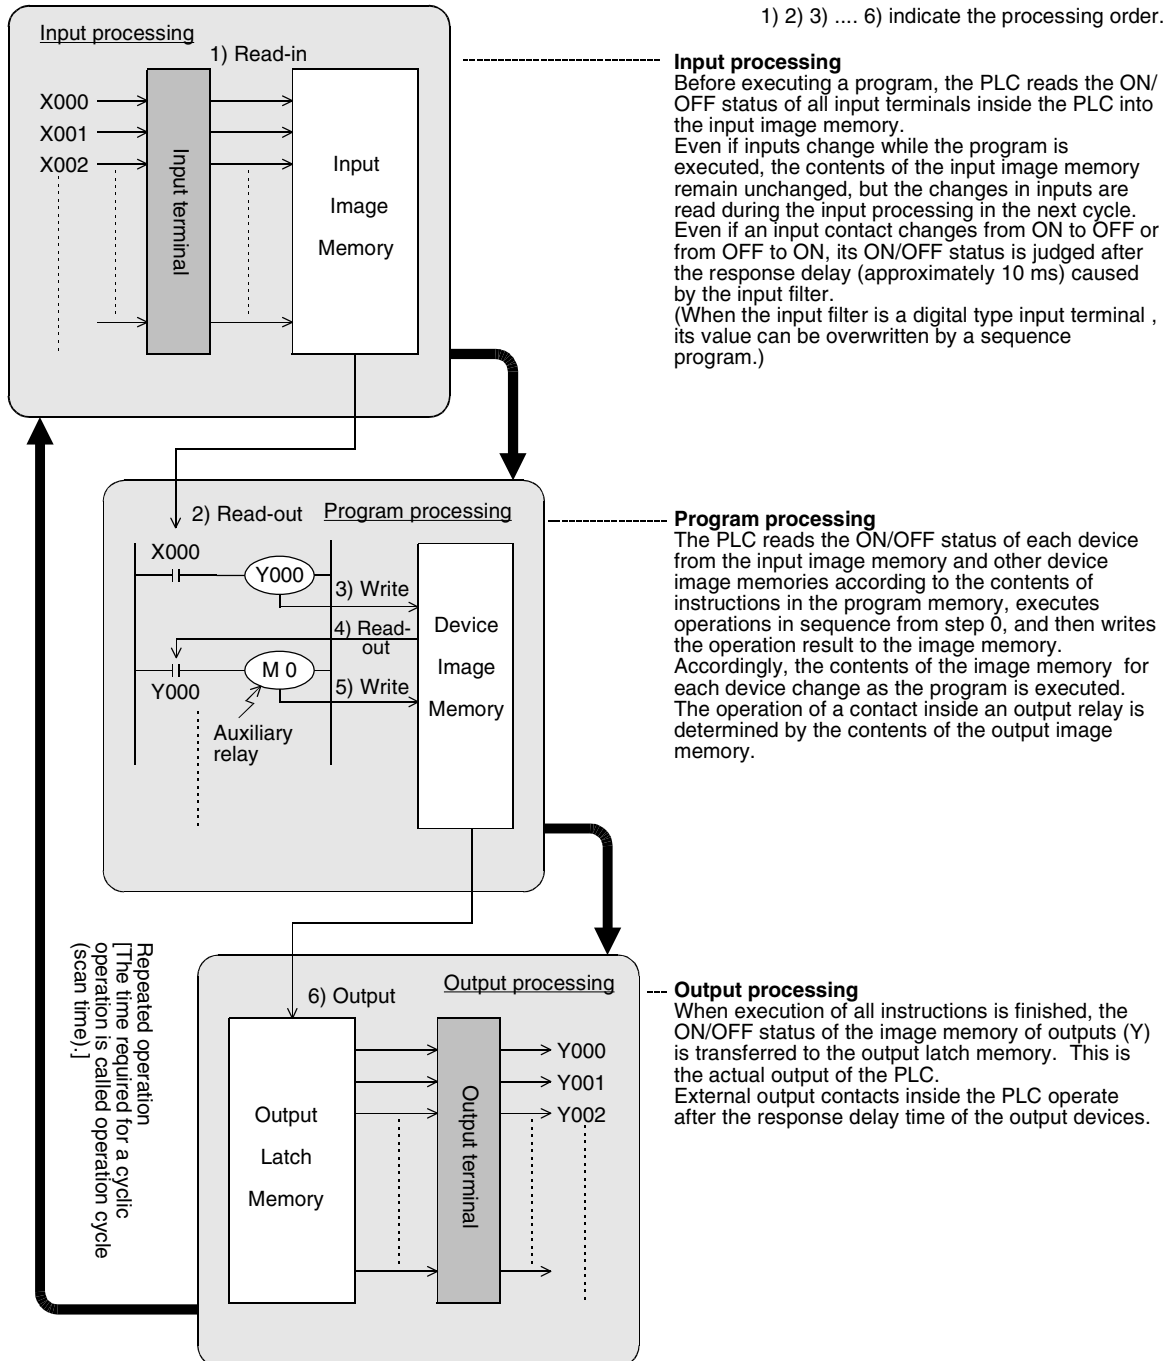 1) 2) 3) .... 6) indicate the processing order.
Input processing
1) Read-in
X000
X001
X002
Input terminal
Input
Image
Memory
Input processing
Before executing a program, the PLC reads the ON/
OFF status of all input terminals inside the PLC into
the input image memory.
Even if inputs change while the program is
executed, the contents of the input image memory
remain unchanged, but the changes in inputs are
read during the input processing in the next cycle.
Even if an input contact changes from ON to OFF or
from OFF to ON, its ON/OFF status is judged after
the response delay (approximately 10 ms) caused
by the input filter.
(When the input filter is a digital type input terminal ,
its value can be overwritten by a sequence
program.)
2) Read-out
Program processing
X000
Y000
3) Write
4) Read-
out
Y000
M 0
5) Write
Auxiliary
relay
Device
Image
Memory
Program processing
The PLC reads the ON/OFF status of each device
from the input image memory and other device
image memories according to the contents of
instructions in the program memory, executes
operations in sequence from step 0, and then writes
the operation result to the image memory.
Accordingly, the contents of the image memory for
each device change as the program is executed.
The operation of a contact inside an output relay is
determined by the contents of the output image
memory.
Repeated operation
[The time required for a cyclic
operation is called operation cycle
(scan time).]
6) Output
Output processing
Output
Latch
Memory
Output terminal
Y000
Y001
Y002
Output processing
When execution of all instructions is finished, the
ON/OFF status of the image memory of outputs (Y)
is transferred to the output latch memory. This is
the actual output of the PLC.
External output contacts inside the PLC operate
after the response delay time of the output devices.